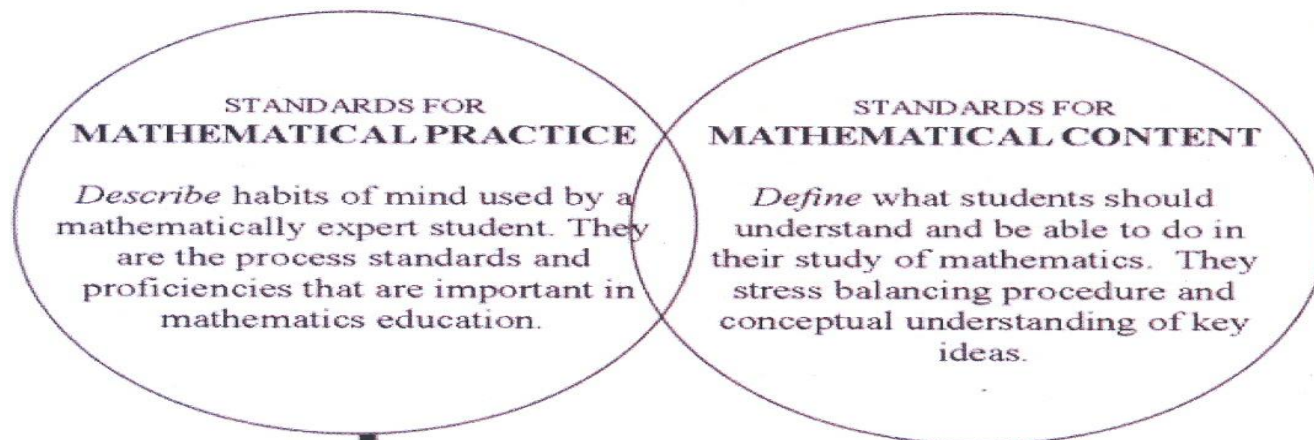 STANDARDS FOR
MATHEMATICAL PRACTICE
Describe habits of mind used by a
mathematically expert student. They
are the process standards and
proficiencies that are important in
mathematics education.
STANDARDS FOR
MATHEMATICAL CONTENT
Define what students should
understand and be able to do in
their study of mathematics. They
stress balancing procedure and
conceptual understanding of key
ideas.